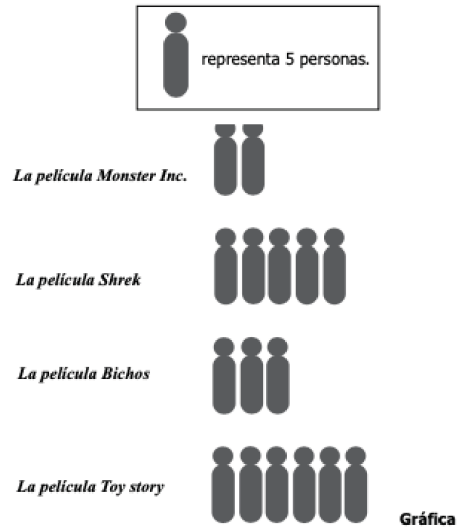 representa 5 personas.
La película Monster Inc.
La película Shrek
La película Bichos
La película Toy story
Gráfica